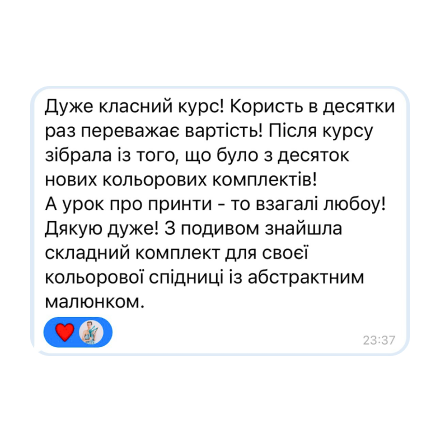 Дуже класний курс! Користь в десятки
раз переважає вартість! Після курсу
зібрала із того, що було з десяток
нових кольорових комплектів!
А урок про принти - то взагалі любоу!
Дякую дуже! З подивом знайшла
складний комплект для своєї
кольорової спідниці із абстрактним
малюнком.
23:37